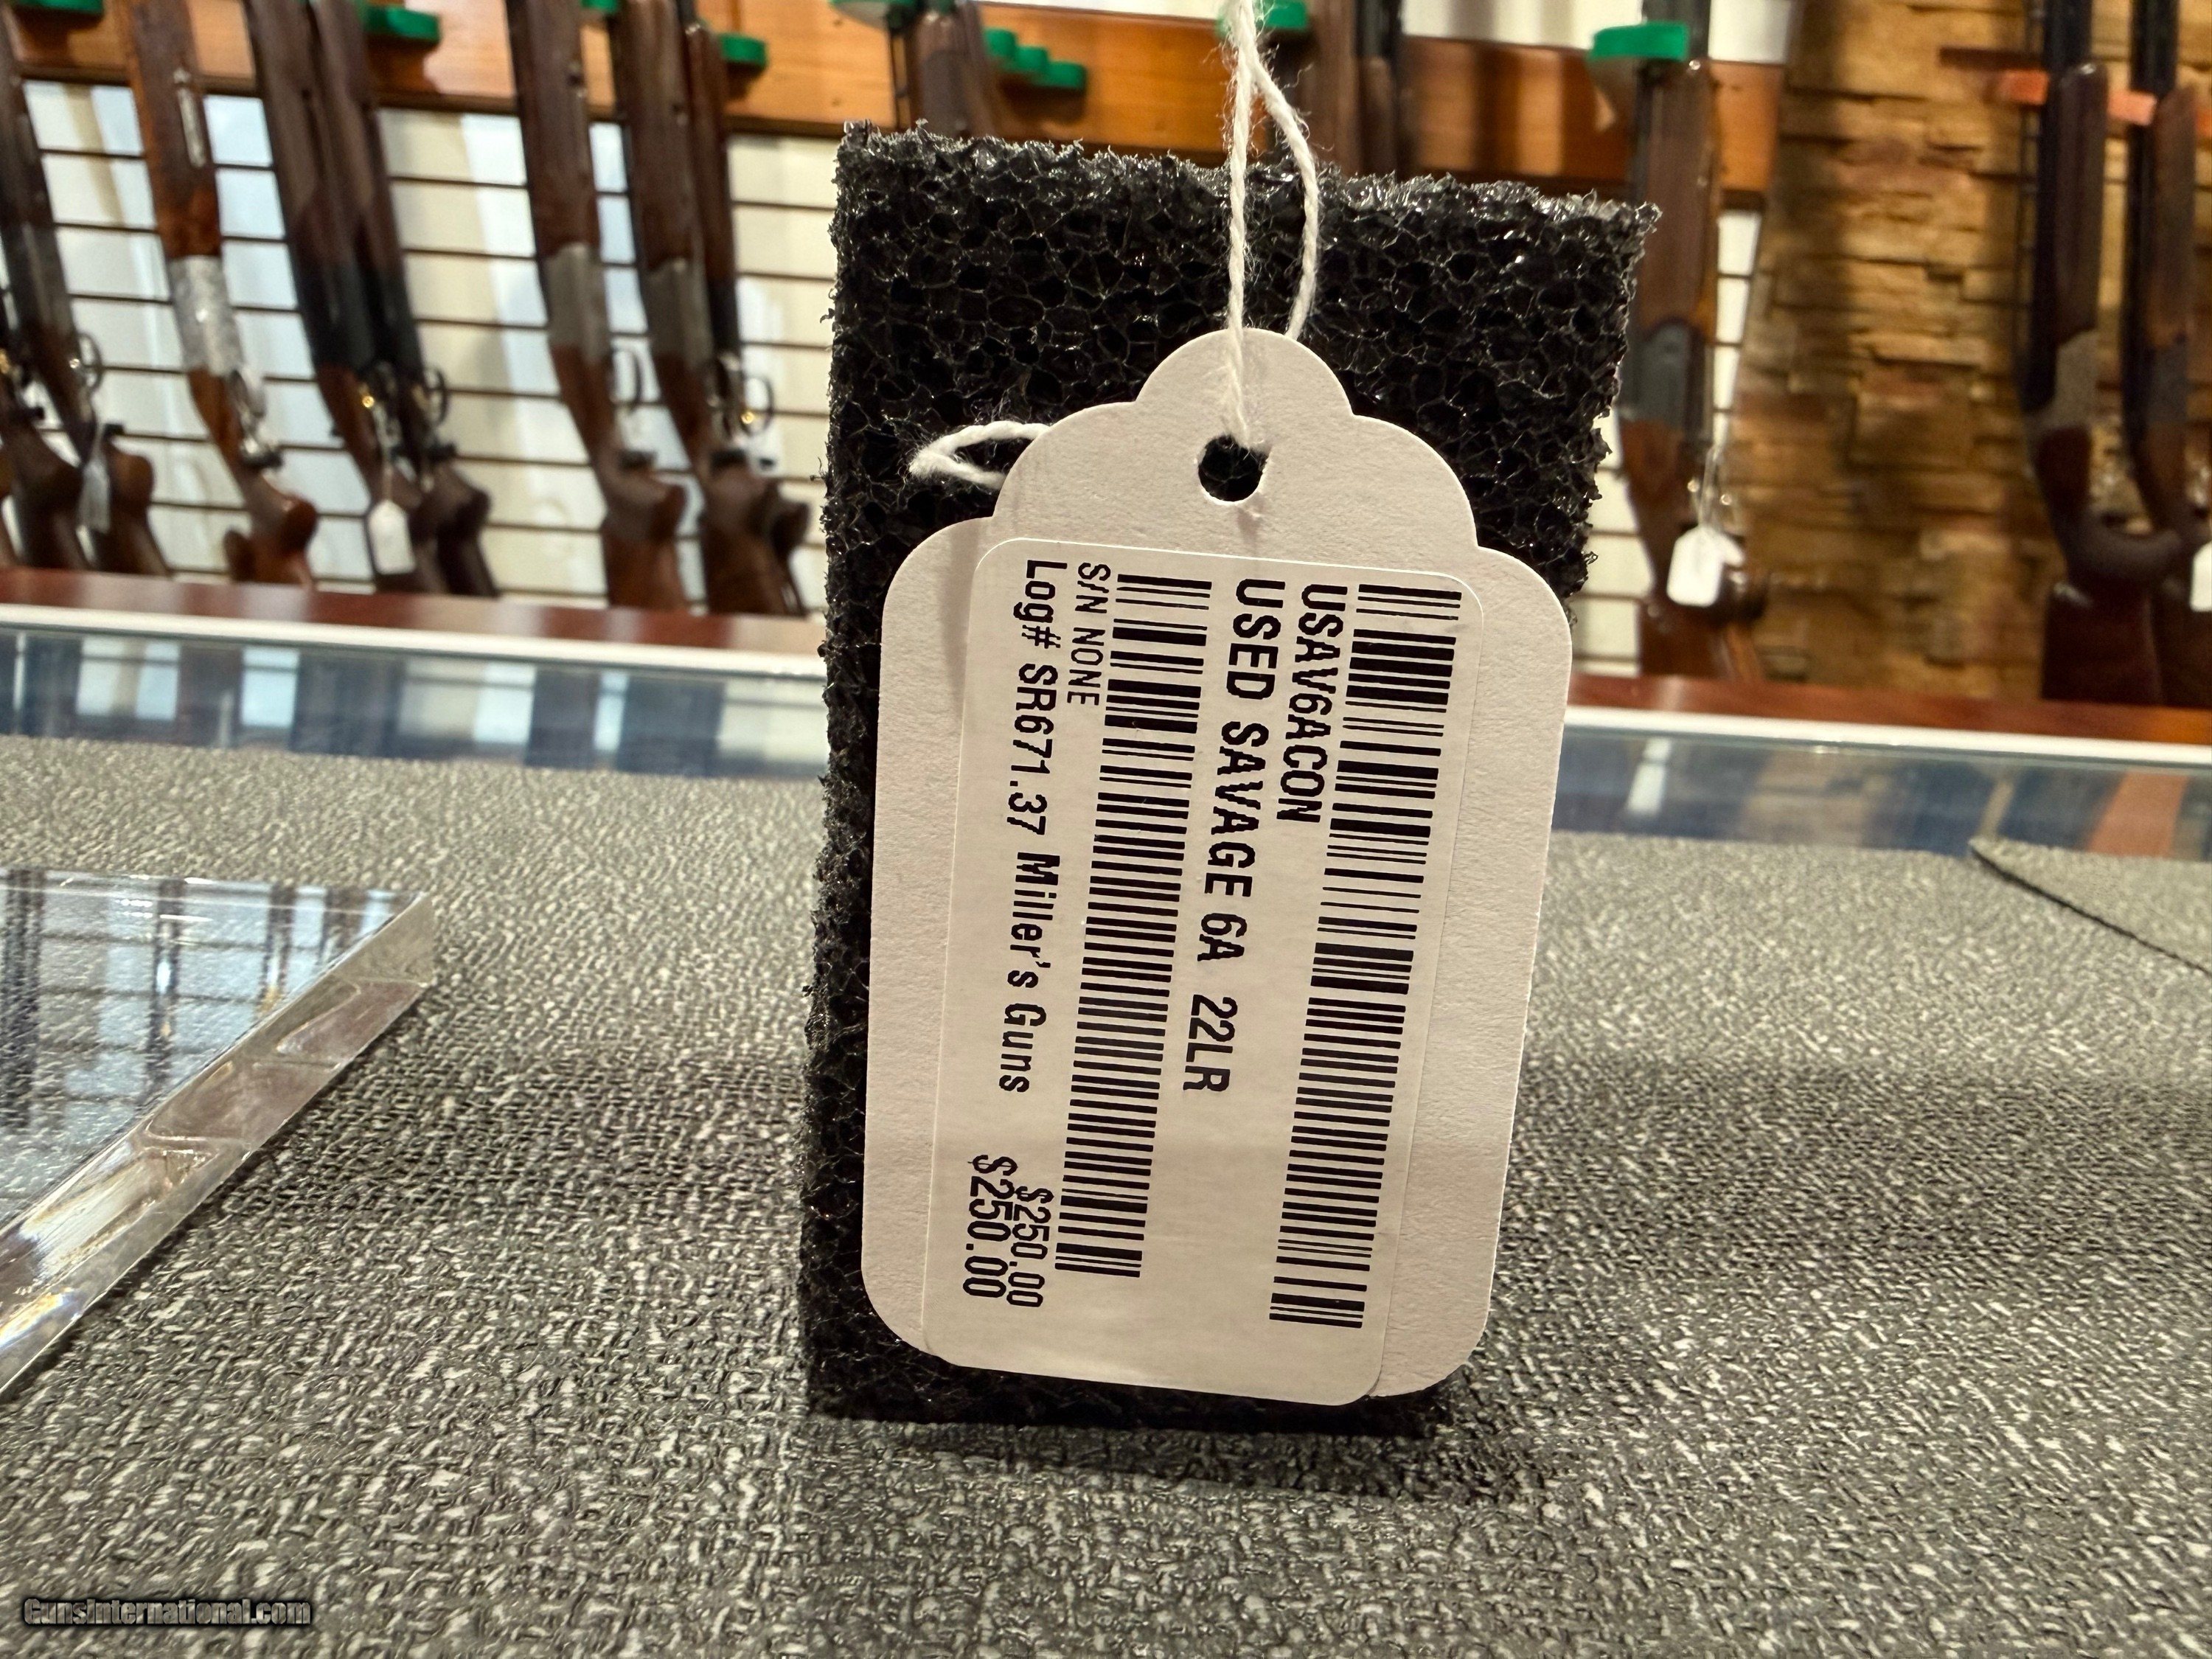 USAV6ACON
USED SAVAGE 6A 22LR
S/N NONE
$250.00
Log# SR671.37 Miller's Guns $250.00
GunsInternational.com